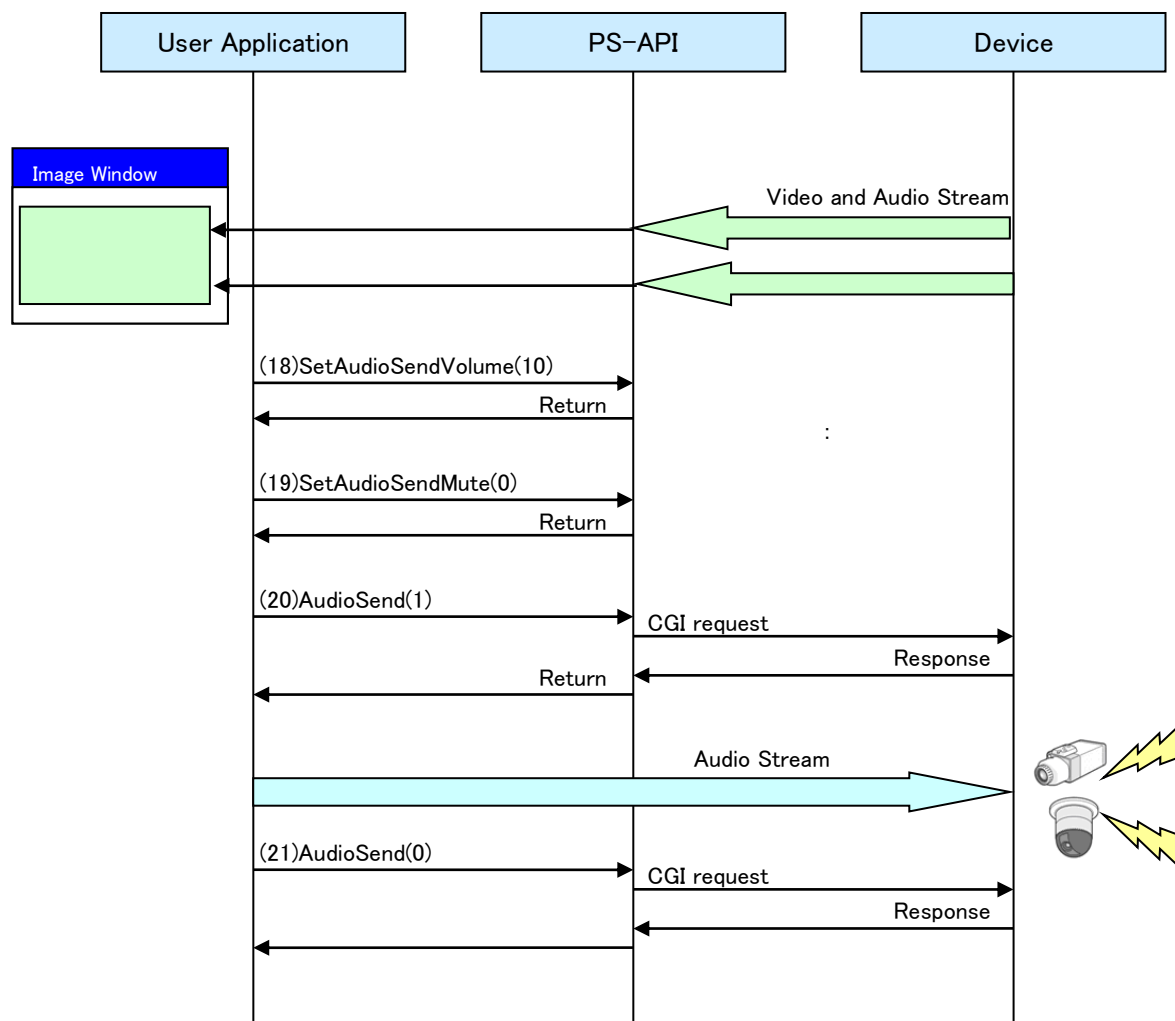 User Application
PS-API
Device
Image Window
Video and Audio Stream
(18)SetAudioSendVolume(10)
Return
:
(19)SetAudioSendMute(0)
Return
(20)AudioSend(1)
CGI request
Response
Return
Audio Stream
(21)AudioSend(0)
CGI request
Response